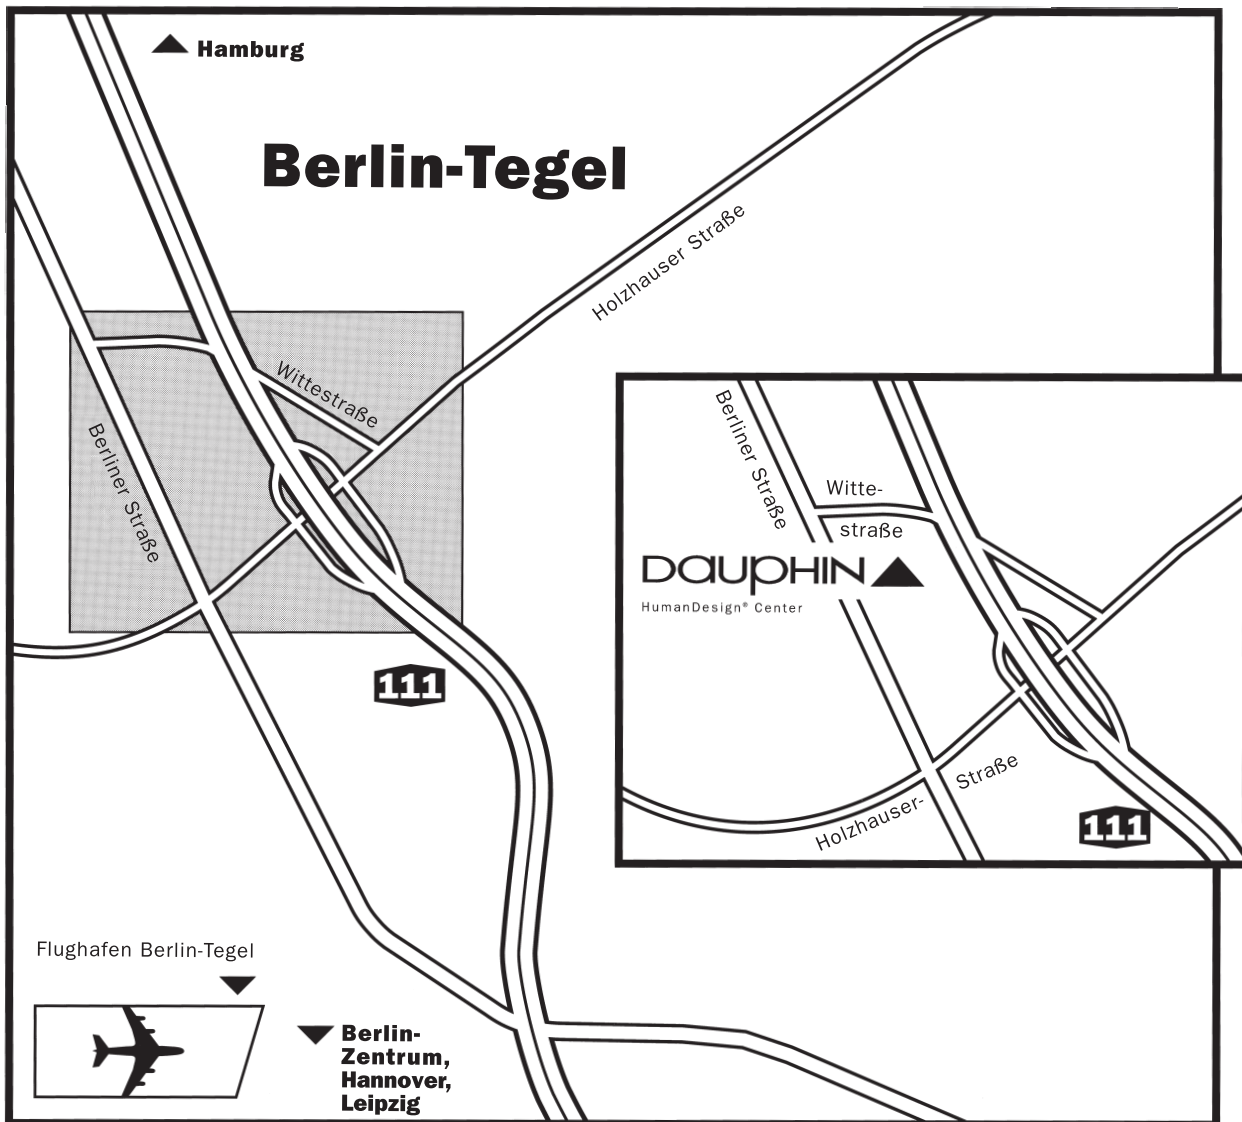 Hamburg
Berlin-Tegel
Holzhauser Straße
Wittestraße
Berliner Straße
111
Berliner Straße
Witte-
straße
DAUPHIN
HumanDesign® Center
Holzhauser-
Straße
111
Flughafen Berlin-Tegel
Berlin-
Zentrum,
Hannover,
Leipzig